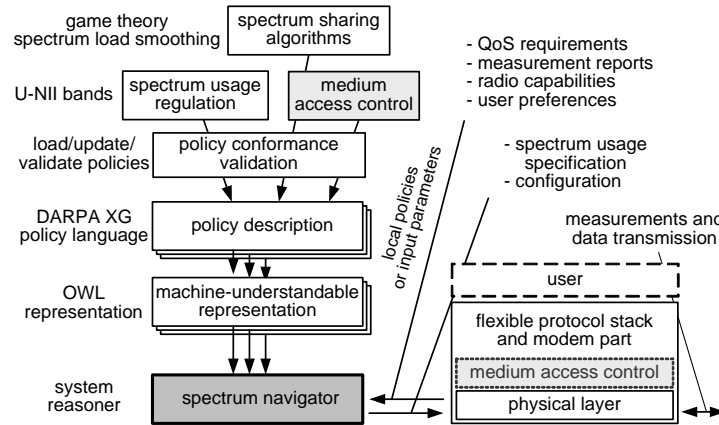 game theory
spectrum load smoothing
spectrum sharing
algorithms
U-NII bands
spectrum usage
regulation
medium
access control
load/update/
validate policies
policy conformance
validation
DARPA XG
policy language
policy description
OWL
representation
machine-understandable
representation
system
reasoner
spectrum navigator
- QoS requirements
- measurement reports
- radio capabilities
- user preferences
- spectrum usage
specification
- configuration
local policies
or input parameters
measurements and
data transmission
user
flexible protocol stack
and modem part
medium access control
physical layer